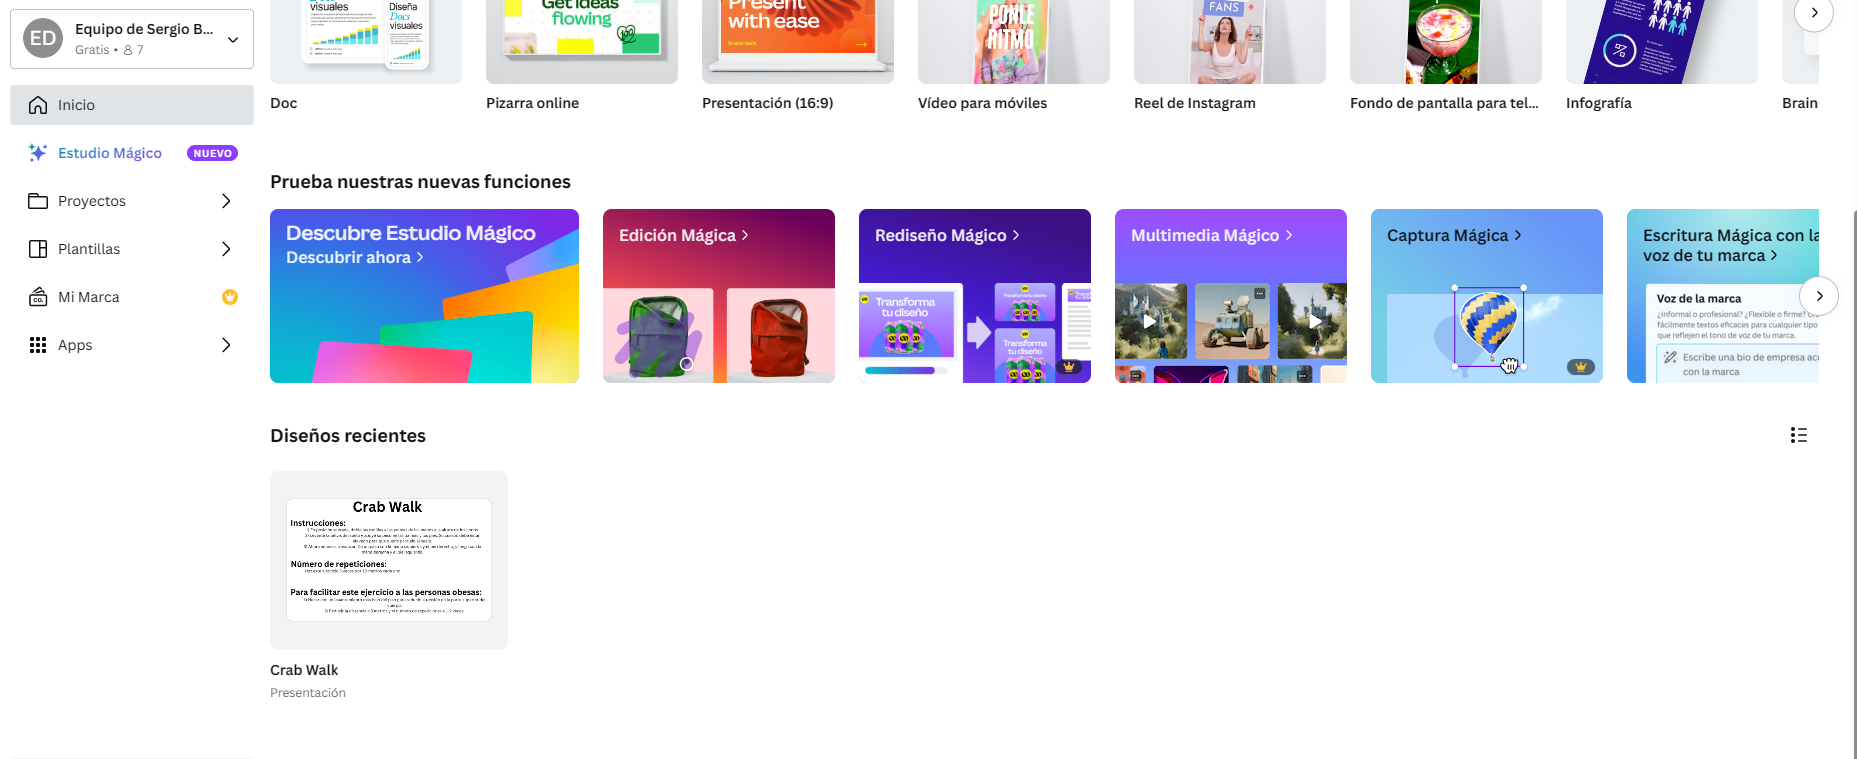 ED
Equipo de Sergio B...
Gratis • 7
Inicio
Estudio Mágico
NUEVO
Proyectos
Plantillas
Mi Marca
CO.
Apps
visuales
Diseña
Docs
visuales
Get ideas
flowing
Present
with ease
PONLE
RITMO
FANS
Doc
Pizarra online
Presentación (16:9)
Vídeo para móviles
Reel de Instagram
Fondo de pantalla para tel...
Infografía
Brain
Prueba nuestras nuevas funciones
Descubre Estudio Mágico
Descubrir ahora
Edición Mágica
Rediseño Mágico
Transforma
tu diseño
Transforma
tu diseño
Multimedia Mágico
Captura Mágica
Escritura Mágica con la
voz de tu marca
Voz de la marca
¿Informal o profesional? ¿Flexible o firme?
fácilmente textos eficaces para cualquier tipo
que reflejen el tono de voz de tu marca.
Escribe una bio de empresa
con la marca
Diseños recientes
Crab Walk
Instrucciones:
Número de repeticiones:
Para facilitar este ejercicio a las personas obesas:
Crab Walk
Presentación